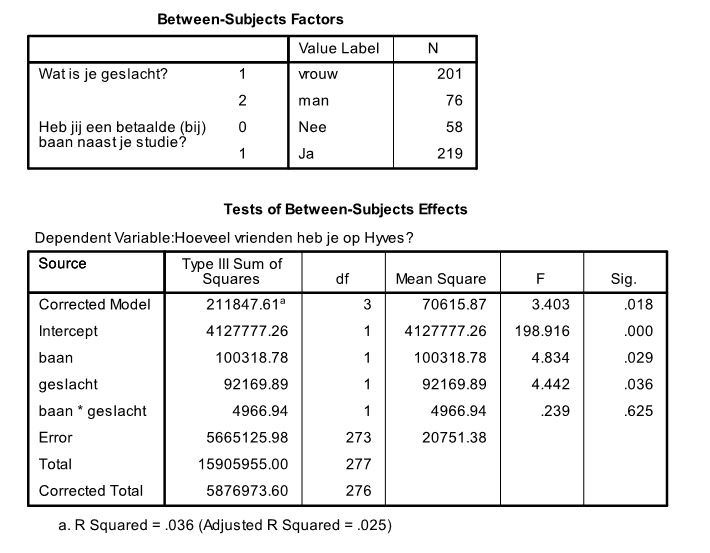 Between-Subjects Factors
Value Label N
Wat is je geslacht? 1 vrouw 201
2 man 76
Heb jij een betaalde (bij) baan naast je studie? 0 Nee 58
1 Ja 219
Tests of Between-Subjects Effects
Dependent Variable:Hoeveel vrienden heb je op Hyves?
Source Type III Sum of Squares df Mean Square F Sig.
Corrected Model 211847.61ᵃ 3 70615.87 3.403 .018
Intercept 4127777.26 1 4127777.26 198.916 .000
baan 100318.78 1 100318.78 4.834 .029
geslacht 92169.89 1 92169.89 4.442 .036
baan * geslacht 4966.94 1 4966.94 .239 .625
Error 5665125.98 273 20751.38
Total 15905955.00 277
Corrected Total 5876973.60 276
a. R Squared = .036 (Adjusted R Squared = .025)